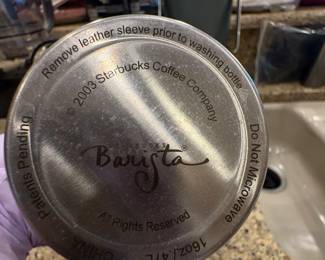 Remove leather sleeve prior to washing bottle
© 2003 Starbucks Coffee Company
Barista
All Rights Reserved
Patents Pending
Do Not Microwave
16oz/.47L